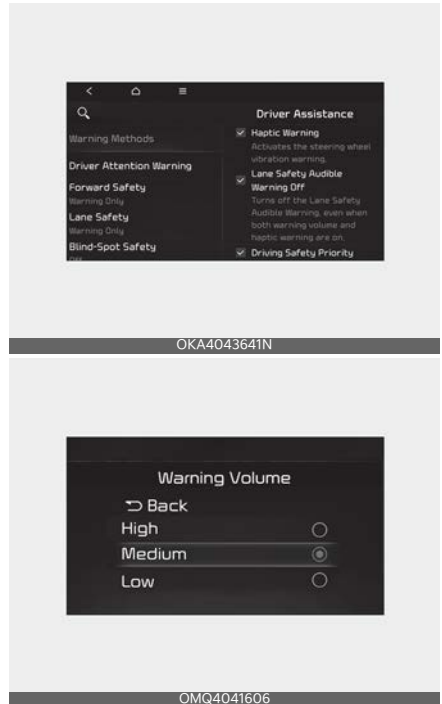 Driver Assistance
Warning Methods
Driver Attention Warning
Forward Safety
Warning Only
Lane Safety
Warning Only
Blind-Spot Safety
Off
Haptic Warning
Activates the steering wheel
vibration warning.
Lane Safety Audible
Warning Off
Turns off the Lane Safety
Audible Warning, even when
both warning volume and
haptic warning are on.
Driving Safety Priority
OKA4043641N
Warning Volume
Back
High
Medium
Low
OMQ4041606